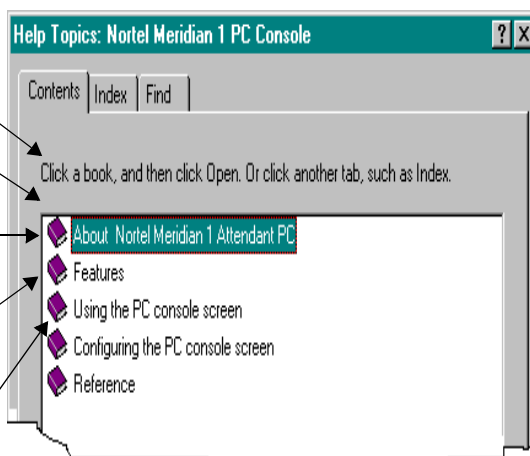 Help Topics: Nortel Meridian 1 PC Console
Contents Index Find
Click a book, and then click Open. Or click another tab, such as Index.
About Nortel Meridian 1 Attendant PC
Features
Using the PC console screen
Configuring the PC console screen
Reference